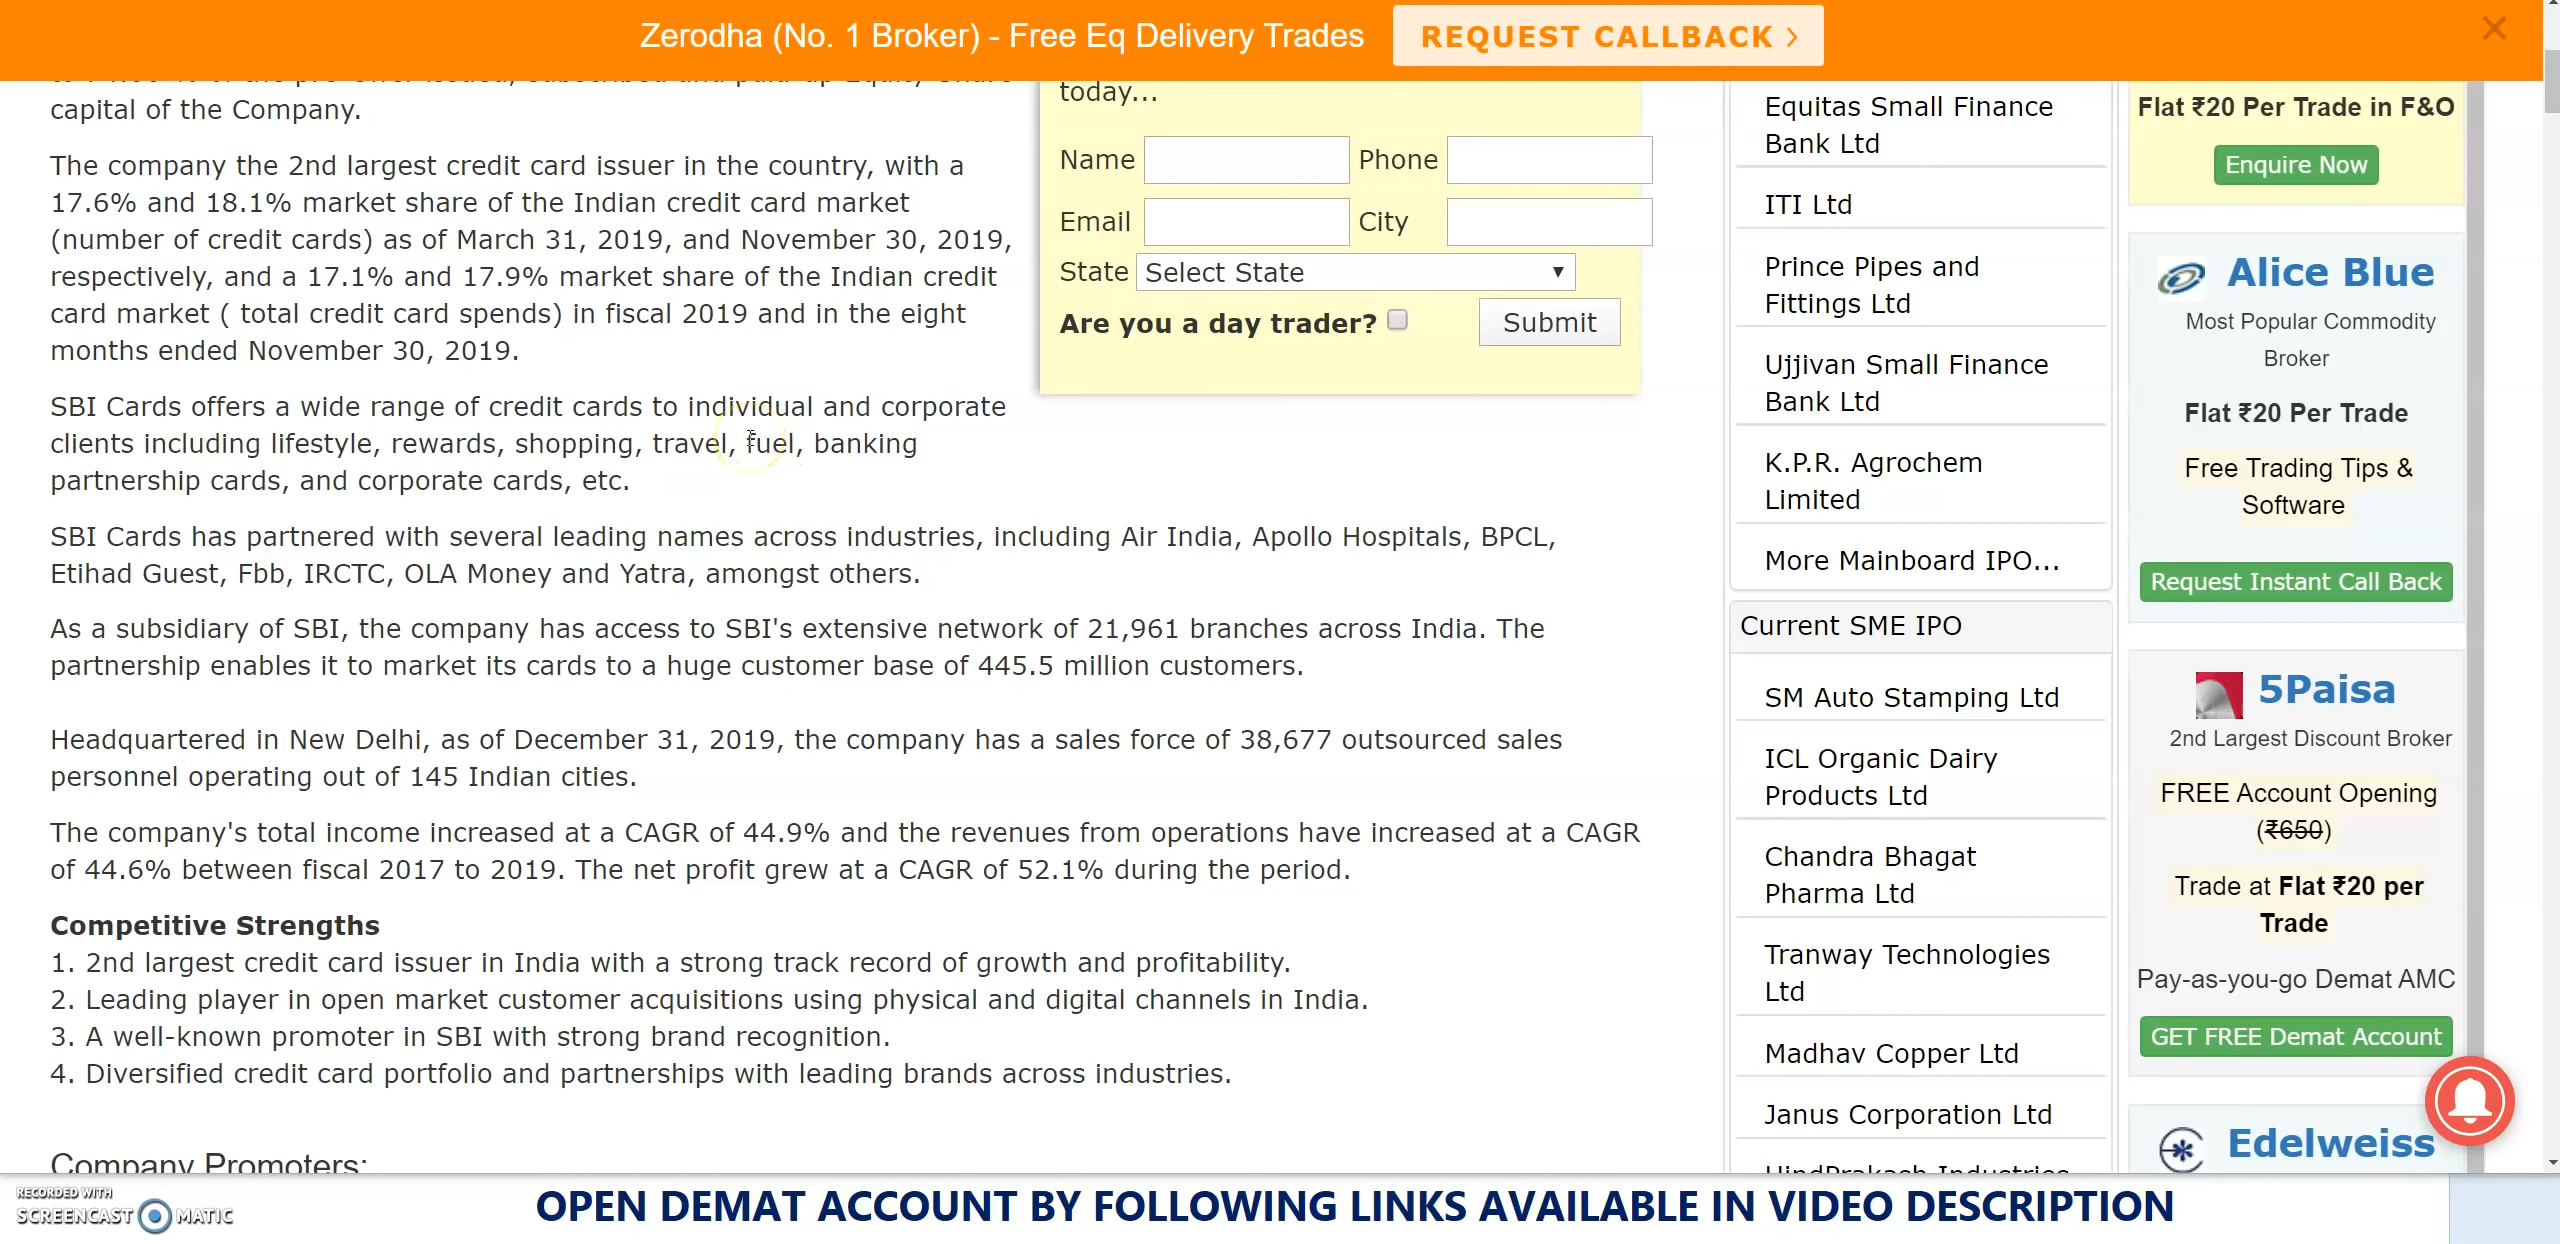 Zerodha (No. 1 Broker) - Free Eq Delivery Trades
REQUEST CALLBACK >
capital of the Company.
The company the 2nd largest credit card issuer in the country, with a
17.6% and 18.1% market share of the Indian credit card market
(number of credit cards) as of March 31, 2019, and November 30, 2019,
respectively, and a 17.1% and 17.9% market share of the Indian credit
card market ( total credit card spends) in fiscal 2019 and in the eight
months ended November 30, 2019.
SBI Cards offers a wide range of credit cards to individual and corporate
clients including lifestyle, rewards, shopping, travel, fuel, banking
partnership cards, and corporate cards, etc.
SBI Cards has partnered with several leading names across industries, including Air India, Apollo Hospitals, BPCL,
Etihad Guest, Fbb, IRCTC, OLA Money and Yatra, amongst others.
As a subsidiary of SBI, the company has access to SBI's extensive network of 21,961 branches across India. The
partnership enables it to market its cards to a huge customer base of 445.5 million customers.
Headquartered in New Delhi, as of December 31, 2019, the company has a sales force of 38,677 outsourced sales
personnel operating out of 145 Indian cities.
The company's total income increased at a CAGR of 44.9% and the revenues from operations have increased at a CAGR
of 44.6% between fiscal 2017 to 2019. The net profit grew at a CAGR of 52.1% during the period.
Competitive Strengths
1. 2nd largest credit card issuer in India with a strong track record of growth and profitability.
2. Leading player in open market customer acquisitions using physical and digital channels in India.
3. A well-known promoter in SBI with strong brand recognition.
4. Diversified credit card portfolio and partnerships with leading brands across industries.
Company Promoters:
today...
Name
Phone
Email
City
State
Select State
Are you a day trader?
Submit
Equitas Small Finance
Bank Ltd
ITI Ltd
Prince Pipes and
Fittings Ltd
Ujjivan Small Finance
Bank Ltd
K.P.R. Agrochem
Limited
More Mainboard IPO...
Current SME IPO
SM Auto Stamping Ltd
ICL Organic Dairy
Products Ltd
Chandra Bhagat
Pharma Ltd
Tranway Technologies
Ltd
Madhav Copper Ltd
Janus Corporation Ltd
HindPrakash Industries
Flat ₹20 Per Trade in F&O
Enquire Now
Alice Blue
Most Popular Commodity
Broker
Flat ₹20 Per Trade
Free Trading Tips &
Software
Request Instant Call Back
5Paisa
2nd Largest Discount Broker
FREE Account Opening
(₹650)
Trade at Flat ₹20 per
Trade
Pay-as-you-go Demat AMC
GET FREE Demat Account
Edelweiss
RECORDED WITH
SCREENCAST MATIC
OPEN DEMAT ACCOUNT BY FOLLOWING LINKS AVAILABLE IN VIDEO DESCRIPTION